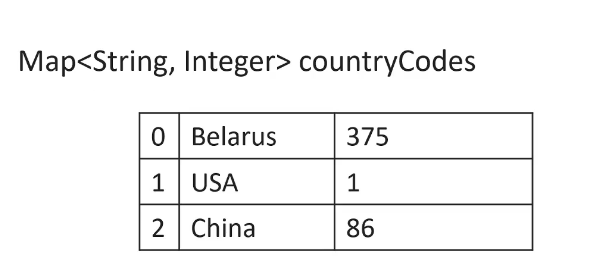 Map<String, Integer> countryCodes
0 Belarus 375
1 USA 1
2 China 86